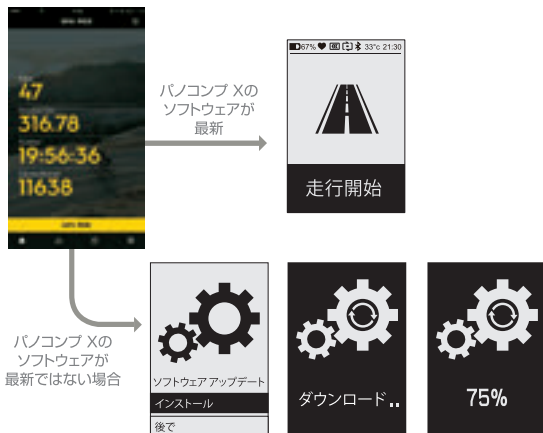 47
316.78
19:56:36
11638
パノコンプ Xの
ソフトウェアが
最新
67% 33°c 21:30
走行開始
パノコンプ Xの
ソフトウェアが
最新ではない場合
ソフトウェア アップデート
インストール
後で
ダウンロード..
75%